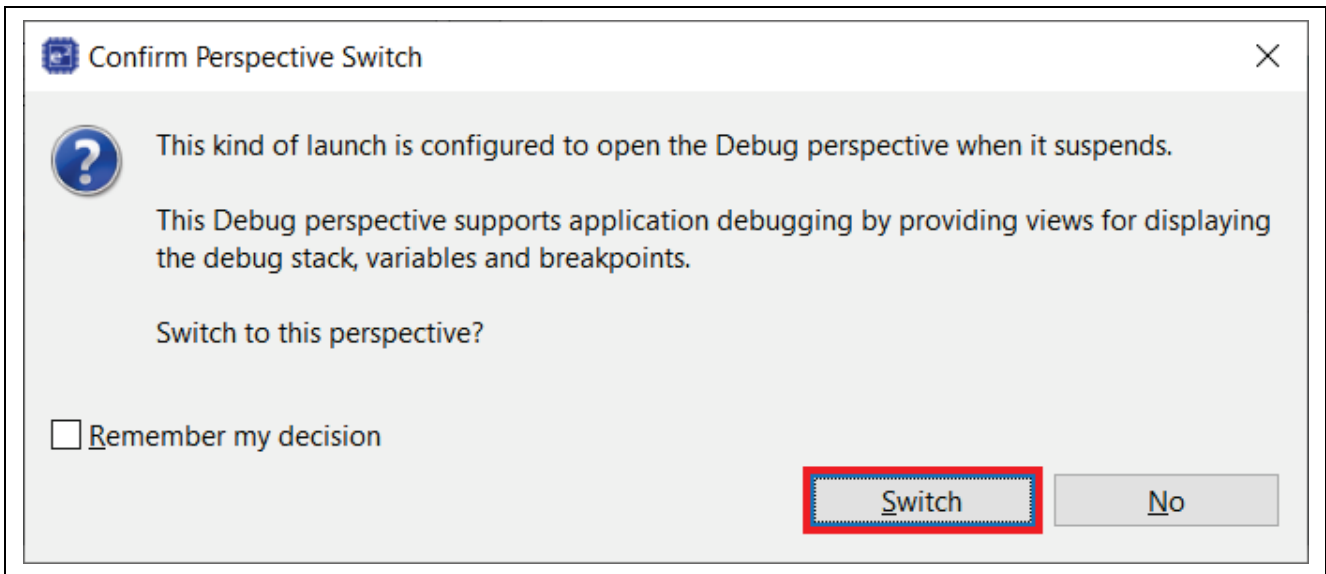 Confirm Perspective Switch
This kind of launch is configured to open the Debug perspective when it suspends.
This Debug perspective supports application debugging by providing views for displaying
the debug stack, variables and breakpoints.
Switch to this perspective?
Remember my decision
Switch
No